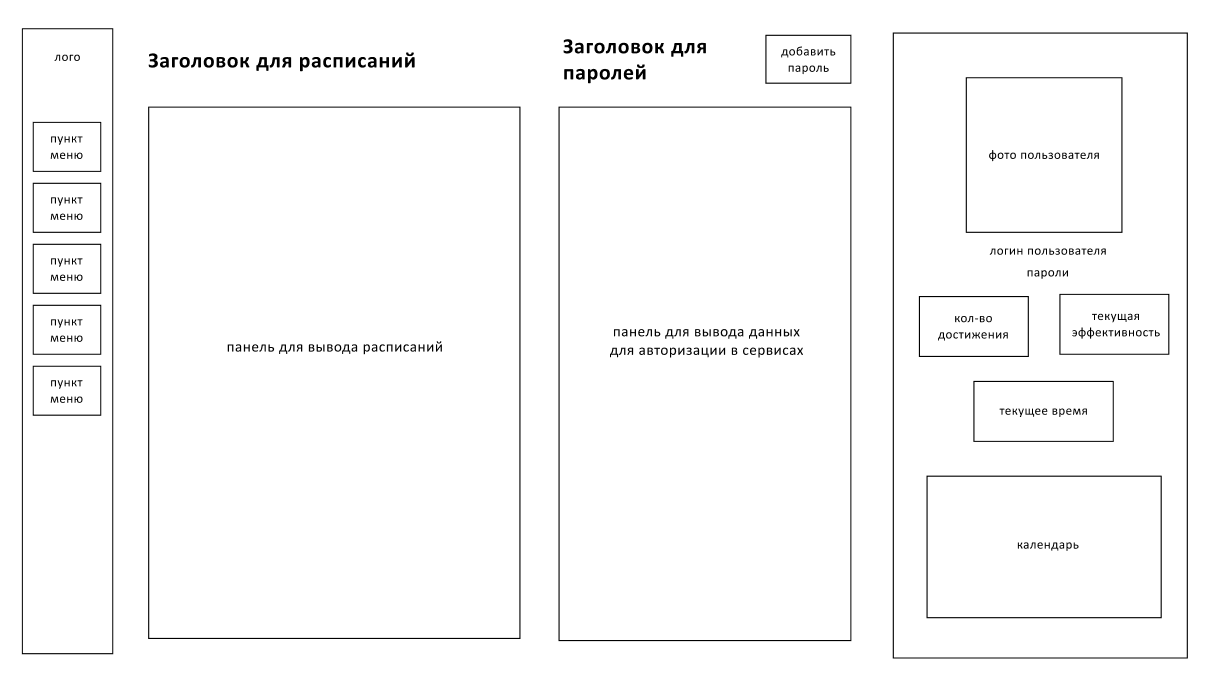 лого
пункт
меню
пункт
меню
пункт
меню
пункт
меню
пункт
меню
Заголовок для расписаний
панель для вывода расписаний
Заголовок для
паролей
добавить
пароль
панель для вывода данных
для авторизации в сервисах
фото пользователя
логин пользователя
пароли
кол-во
достижения
текущая
эффективность
текущее время
календарь